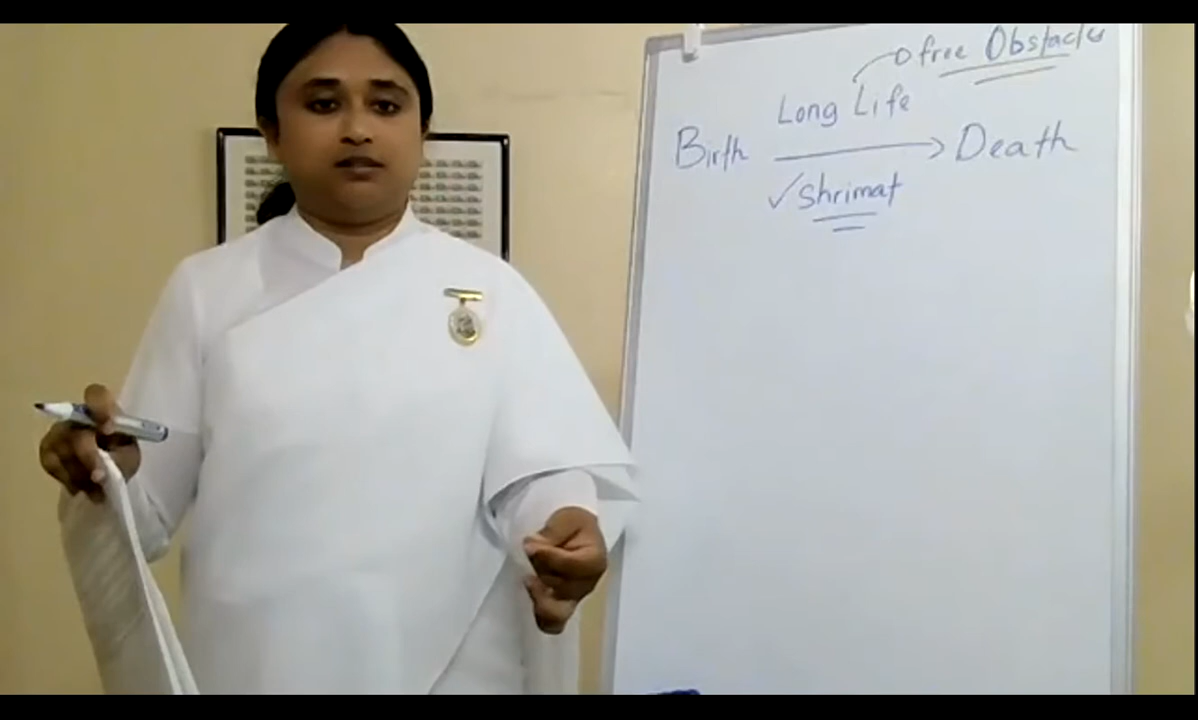 free Obstacles
Long Life
Birth → Death
✓ Shrimat